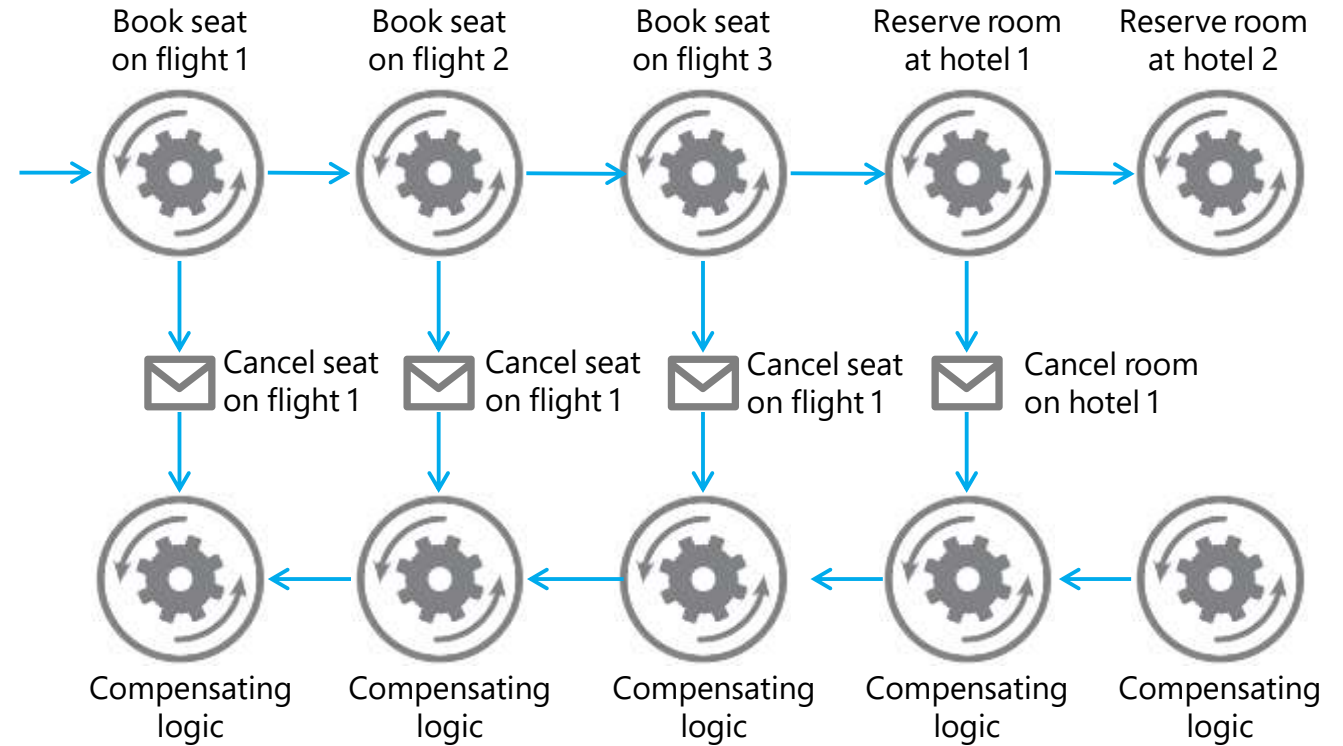 Book seat
on flight 1
Book seat
on flight 2
Book seat
on flight 3
Reserve room
at hotel 1
Reserve room
at hotel 2
Cancel seat
on flight 1
Cancel seat
on flight 1
Cancel seat
on flight 1
Cancel room
on hotel 1
Compensating
logic
Compensating
logic
Compensating
logic
Compensating
logic
Compensating
logic